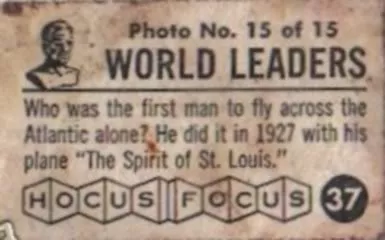 Photo No. 15 of 15
WORLD LEADERS
Who was the first man to fly across the
Atlantic alone? He did it in 1927 with his
plane "The Spirit of St. Louis."
HOCUS FOCUS 37